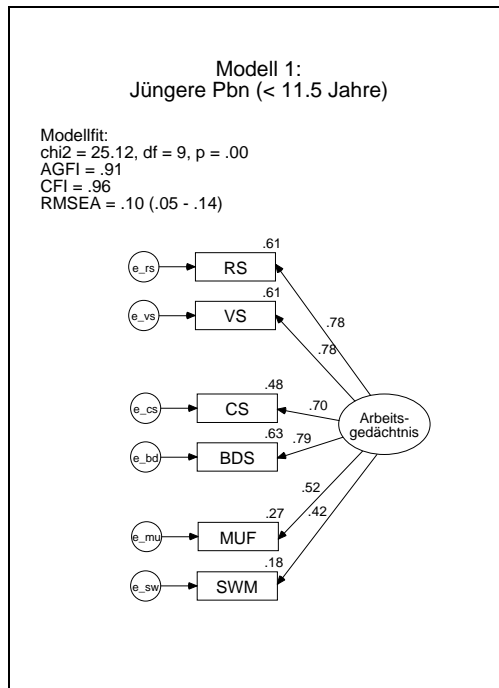 Modell 1:
Jüngere Pbn (< 11.5 Jahre)
Modellfit:
chi2 = 25.12, df = 9, p = .00
AGFI = .91
CFI = .96
RMSEA = .10 (.05 - .14)
.61
e_rs
RS
.61
e_vs
VS
.78
.78
.48
e_cs
CS
.70
Arbeits-
gedächtnis
.63
e_bd
BDS
.79
.52
.42
.27
e_mu
MUF
.18
e_sw
SWM